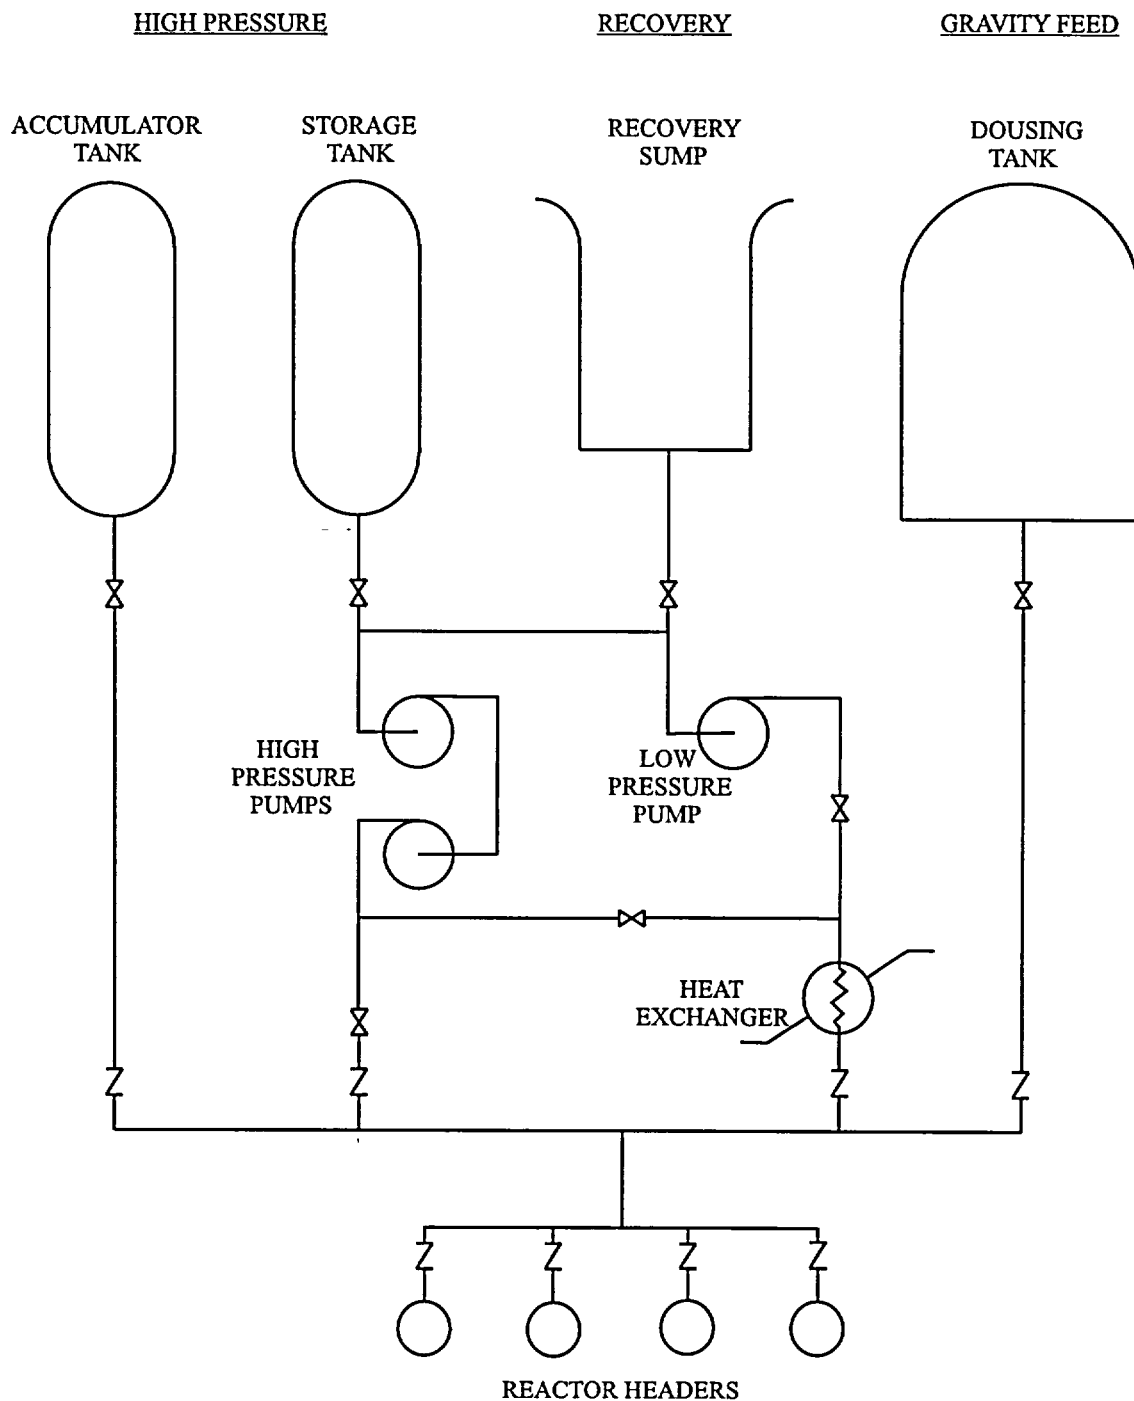 HIGH PRESSURE
RECOVERY
GRAVITY FEED
ACCUMULATOR
TANK
STORAGE
TANK
RECOVERY
SUMP
DOUSING
TANK
HIGH
PRESSURE
PUMPS
LOW
PRESSURE
PUMP
HEAT
EXCHANGER
REACTOR HEADERS